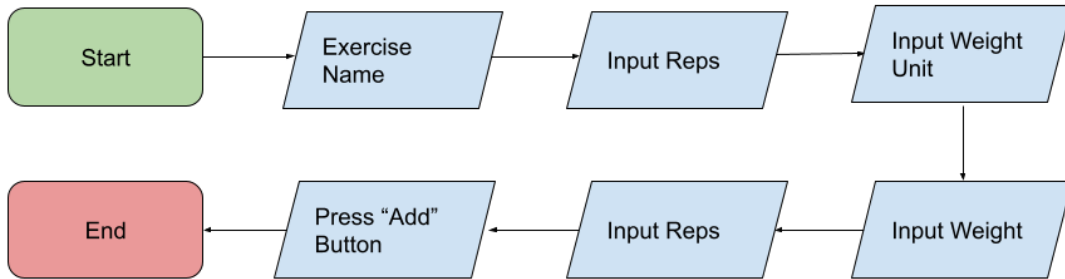 Start
Exercise
Name
Input Reps
Input Weight
Unit
Input Weight
Input Reps
Press “Add”
Button
End